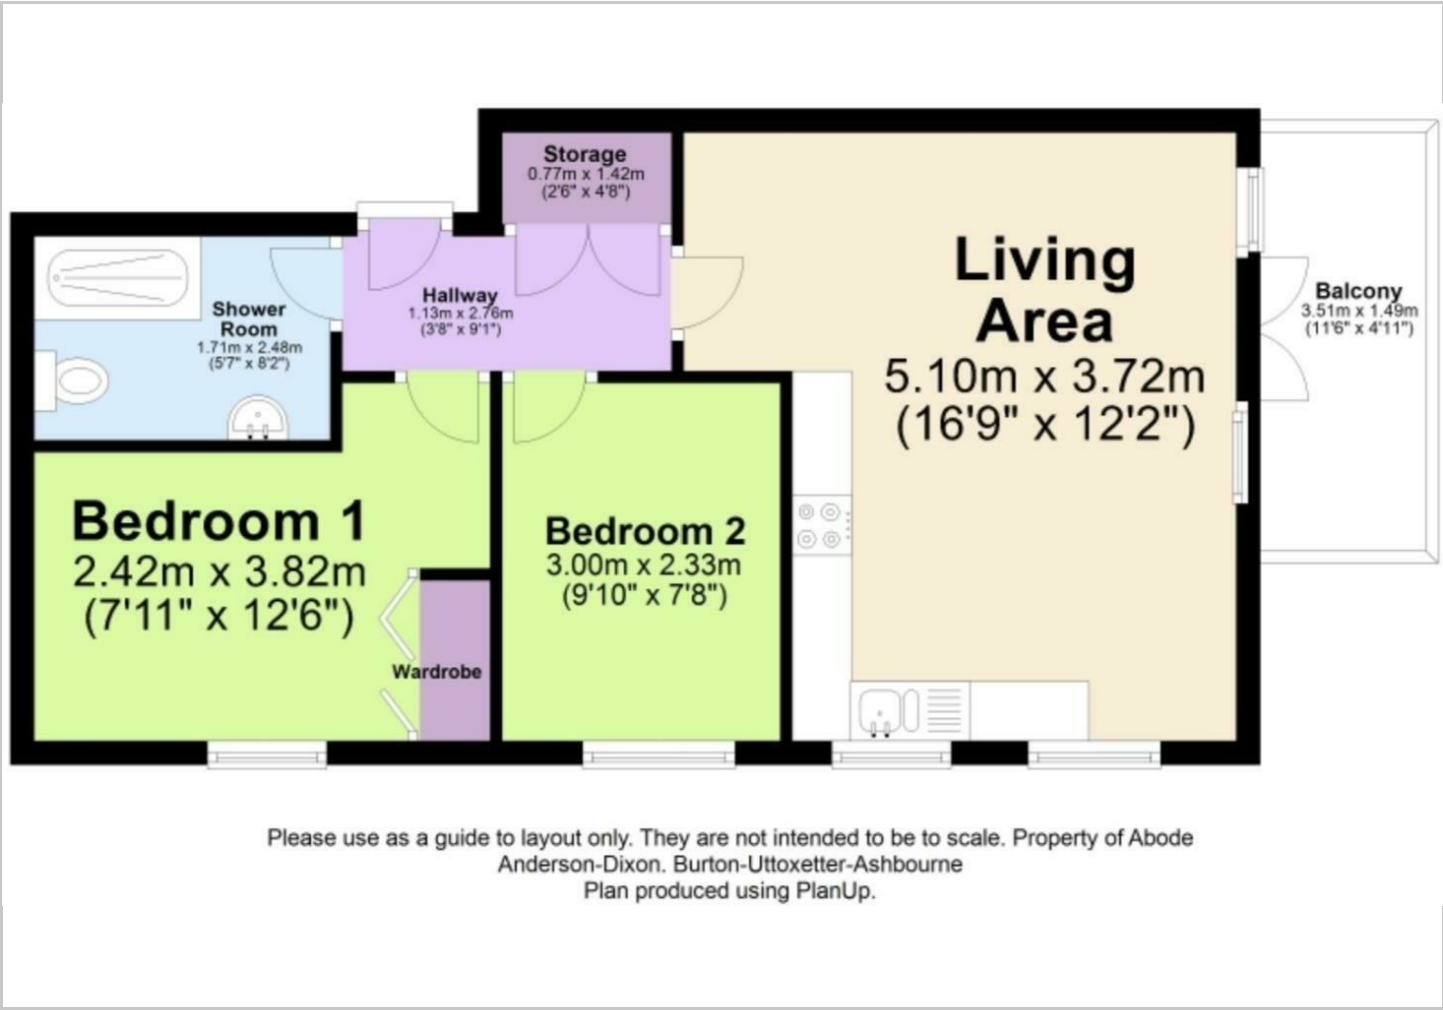 Storage
0.77m x 1.42m
(2'6" x 4'8")
Living
Area
5.10m x 3.72m
(16'9" x 12'2")
Balcony
3.51m x 1.49m
(11'6" x 4'11")
Hallway
1.13m x 2.76m
(3'8" x 9'1")
Shower
Room
1.71m x 2.48m
(5'7" x 8'2")
Bedroom 1
2.42m x 3.82m
(7'11" x 12'6")
Bedroom 2
3.00m x 2.33m
(9'10" x 7'8")
Wardrobe
Please use as a guide to layout only. They are not intended to be to scale. Property of Abode
Anderson-Dixon. Burton-Uttoxetter-Ashbourne
Plan produced using PlanUp.